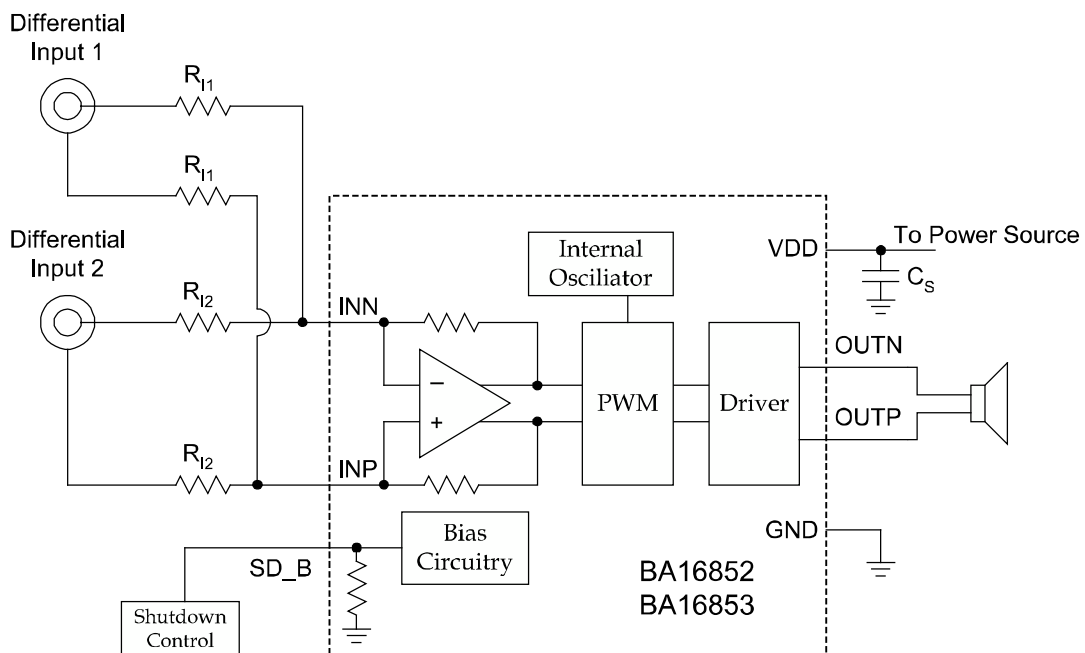 Differential
Input 1
R_I1
R_I1
Differential
Input 2
R_I2
R_I2
INN
INP
Internal
Osciliator
−
+
PWM
Driver
VDD
To Power Source
C_S
OUTN
OUTP
GND
Bias
Circuitry
SD_B
Shutdown
Control
BA16852
BA16853